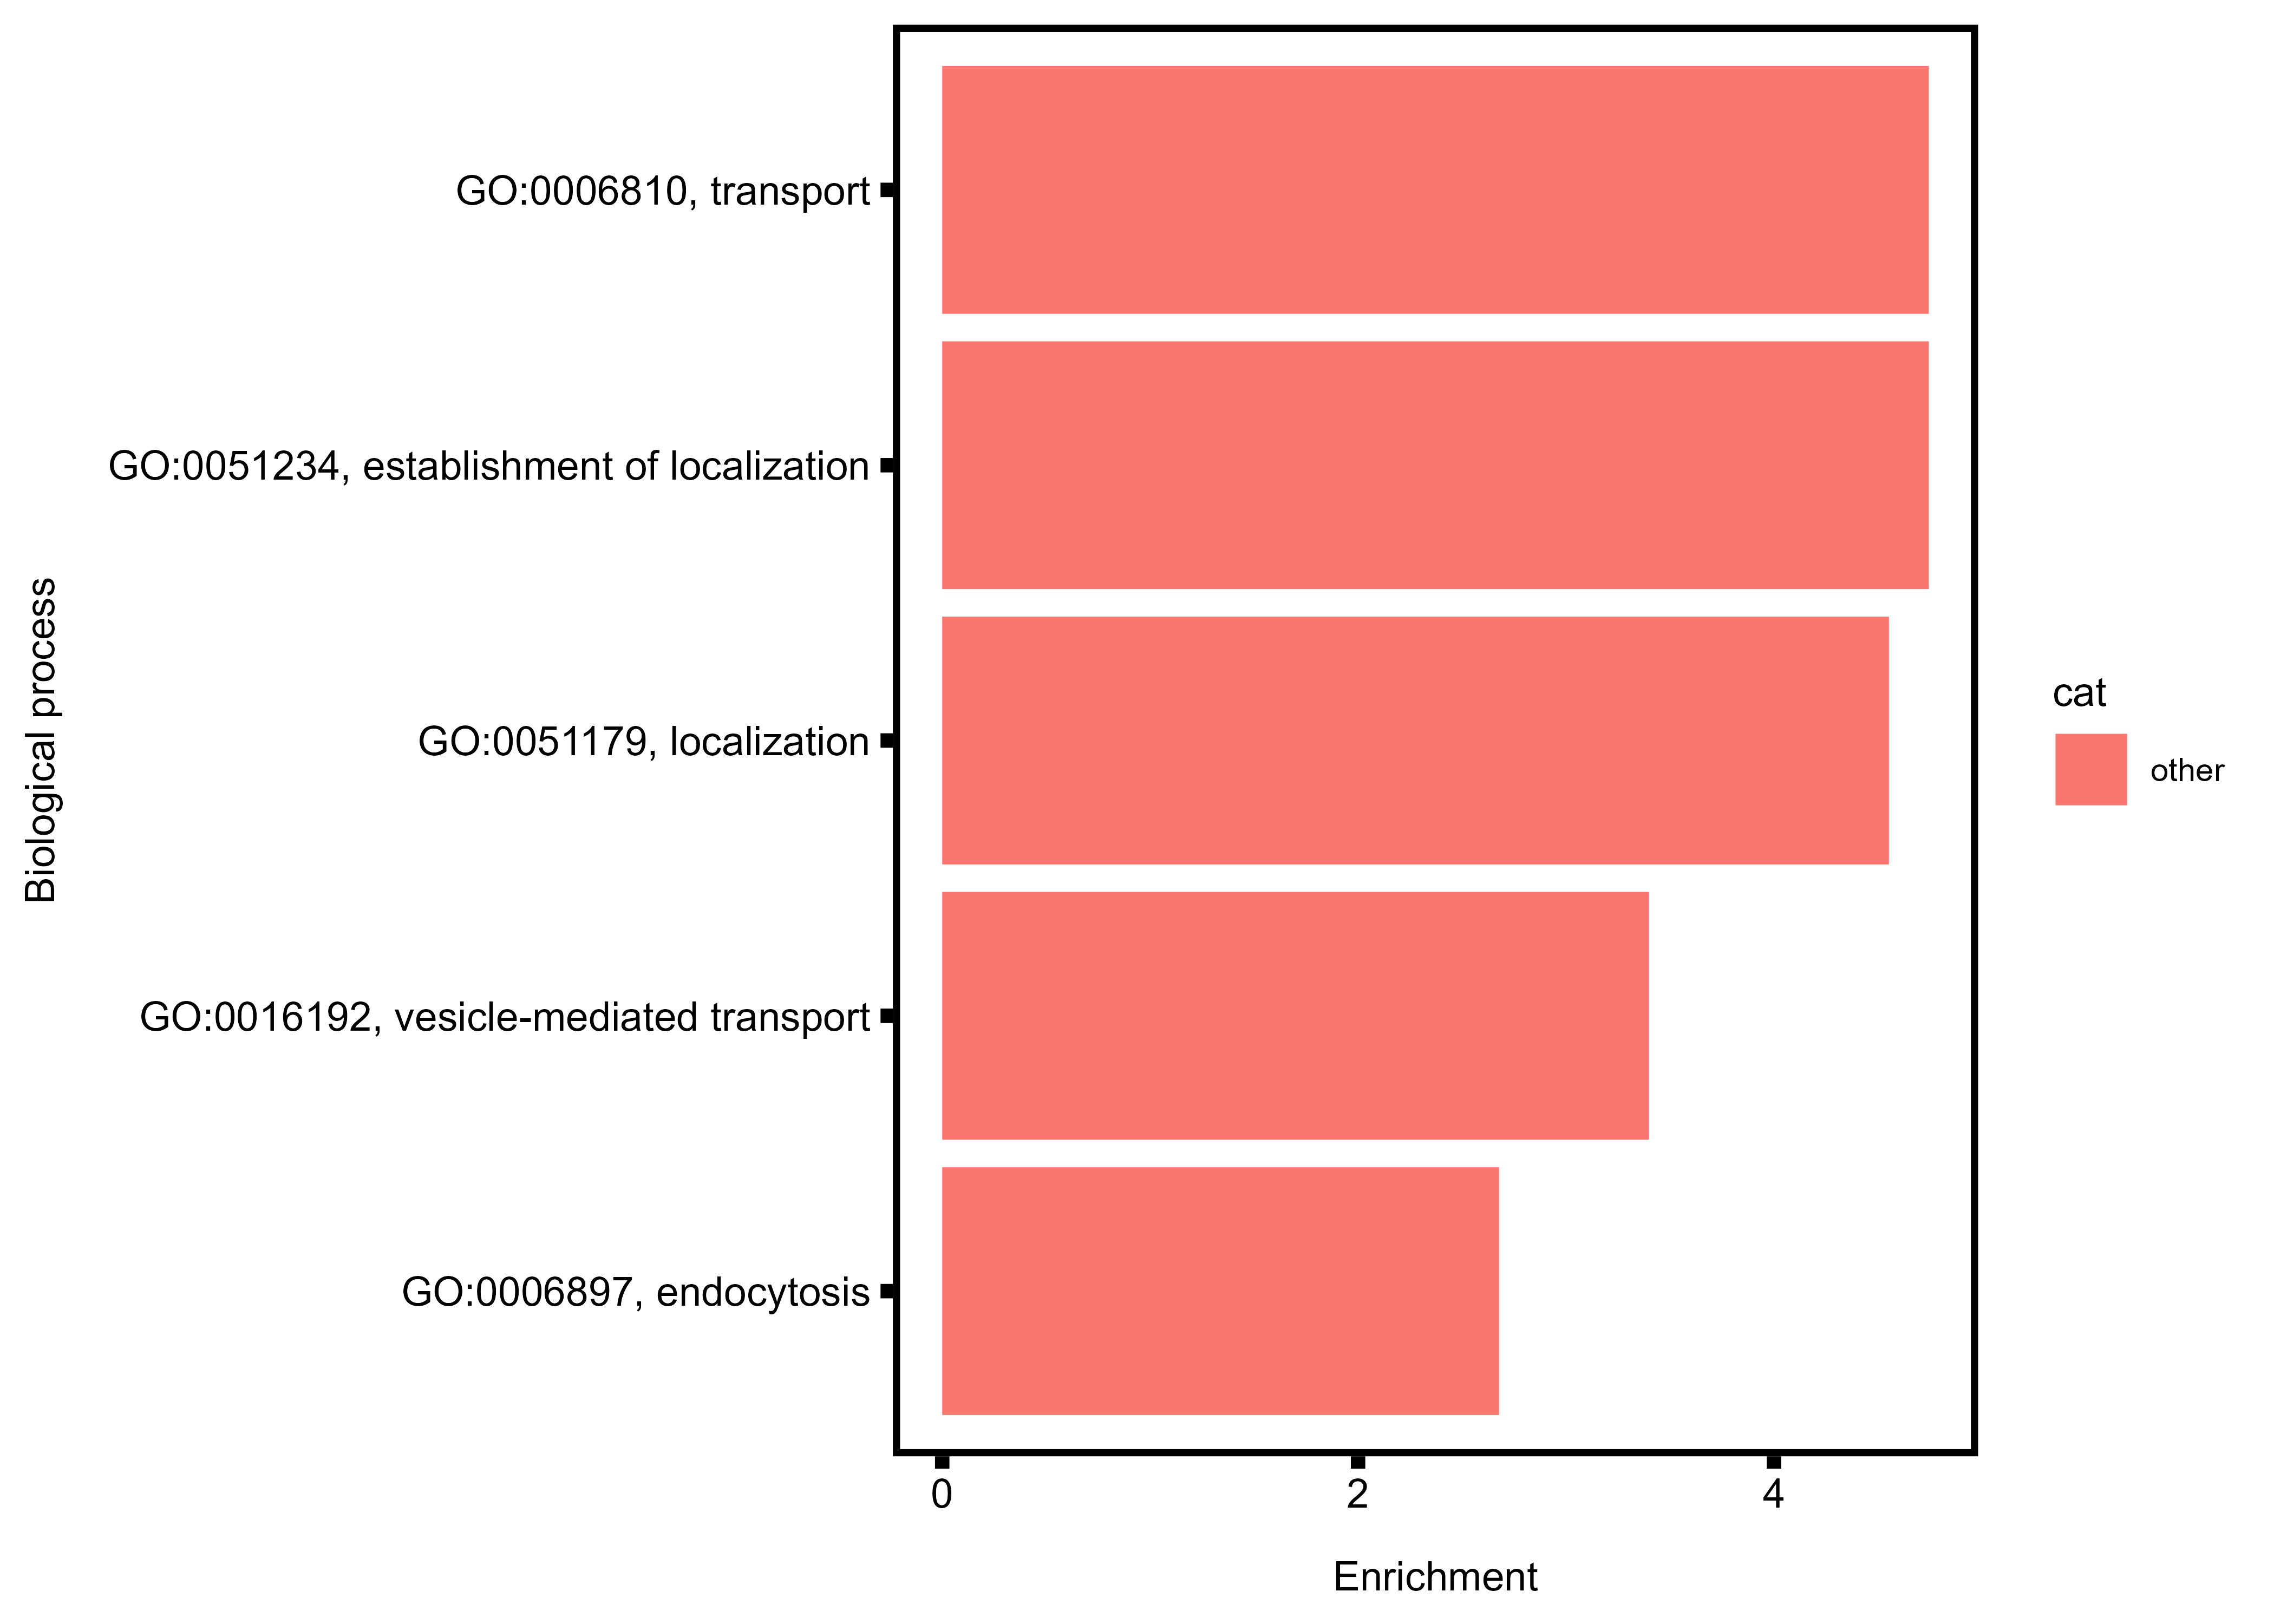 GO:0006810, transport
GO:0051234, establishment of localization
GO:0051179, localization
GO:0016192, vesicle-mediated transport
GO:0006897, endocytosis
Biological process
0 2 4
Enrichment
cat
other